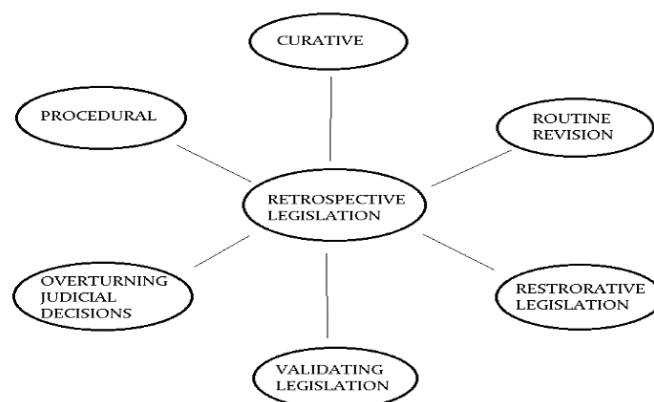 CURATIVE
PROCEDURAL
ROUTINE
REVISION
RETROSPECTIVE
LEGISLATION
OVERTURNING
JUDICIAL
DECISIONS
RESTRORATIVE
LEGISLATION
VALIDATING
LEGISLATION